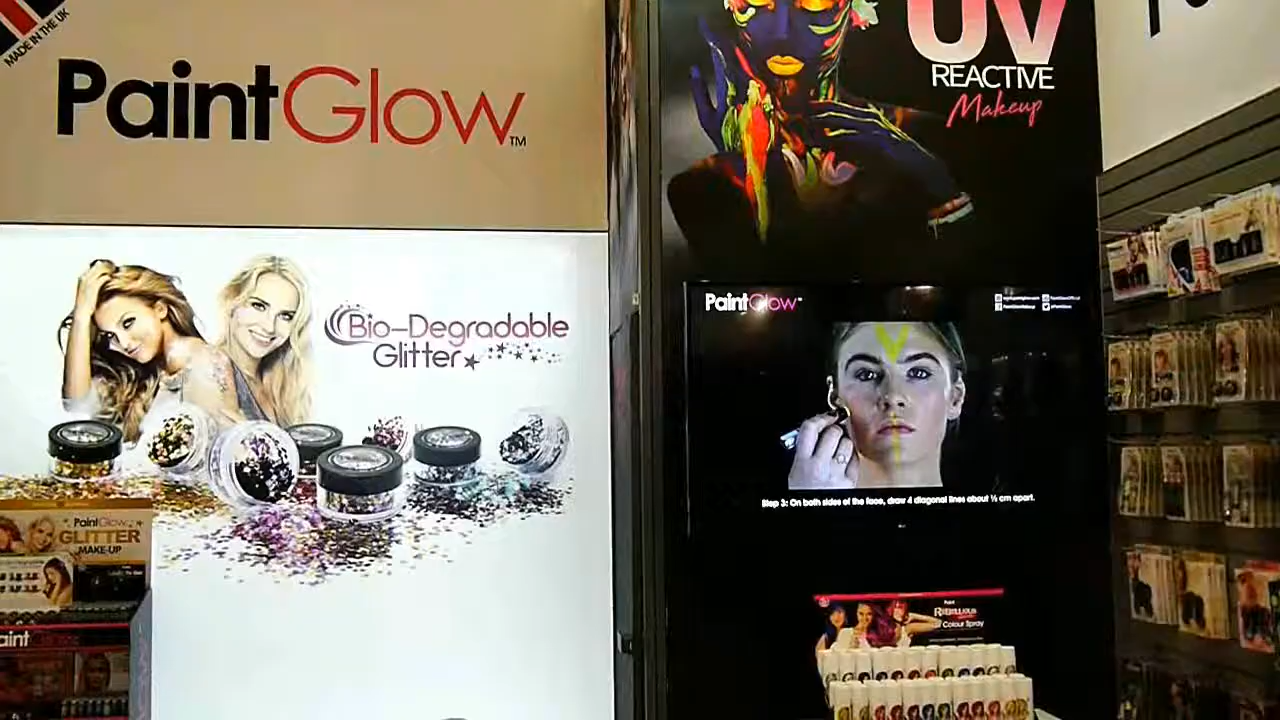 MADE IN THE UK
PaintGlow™
UV
REACTIVE
Makeup
Bio-Degradable
Glitter
PaintGlow™
Step 3: On both sides of the face, draw 4 diagonal lines about ½ cm apart.
PaintGlow
GLITTER
MAKE-UP
Colour Spray